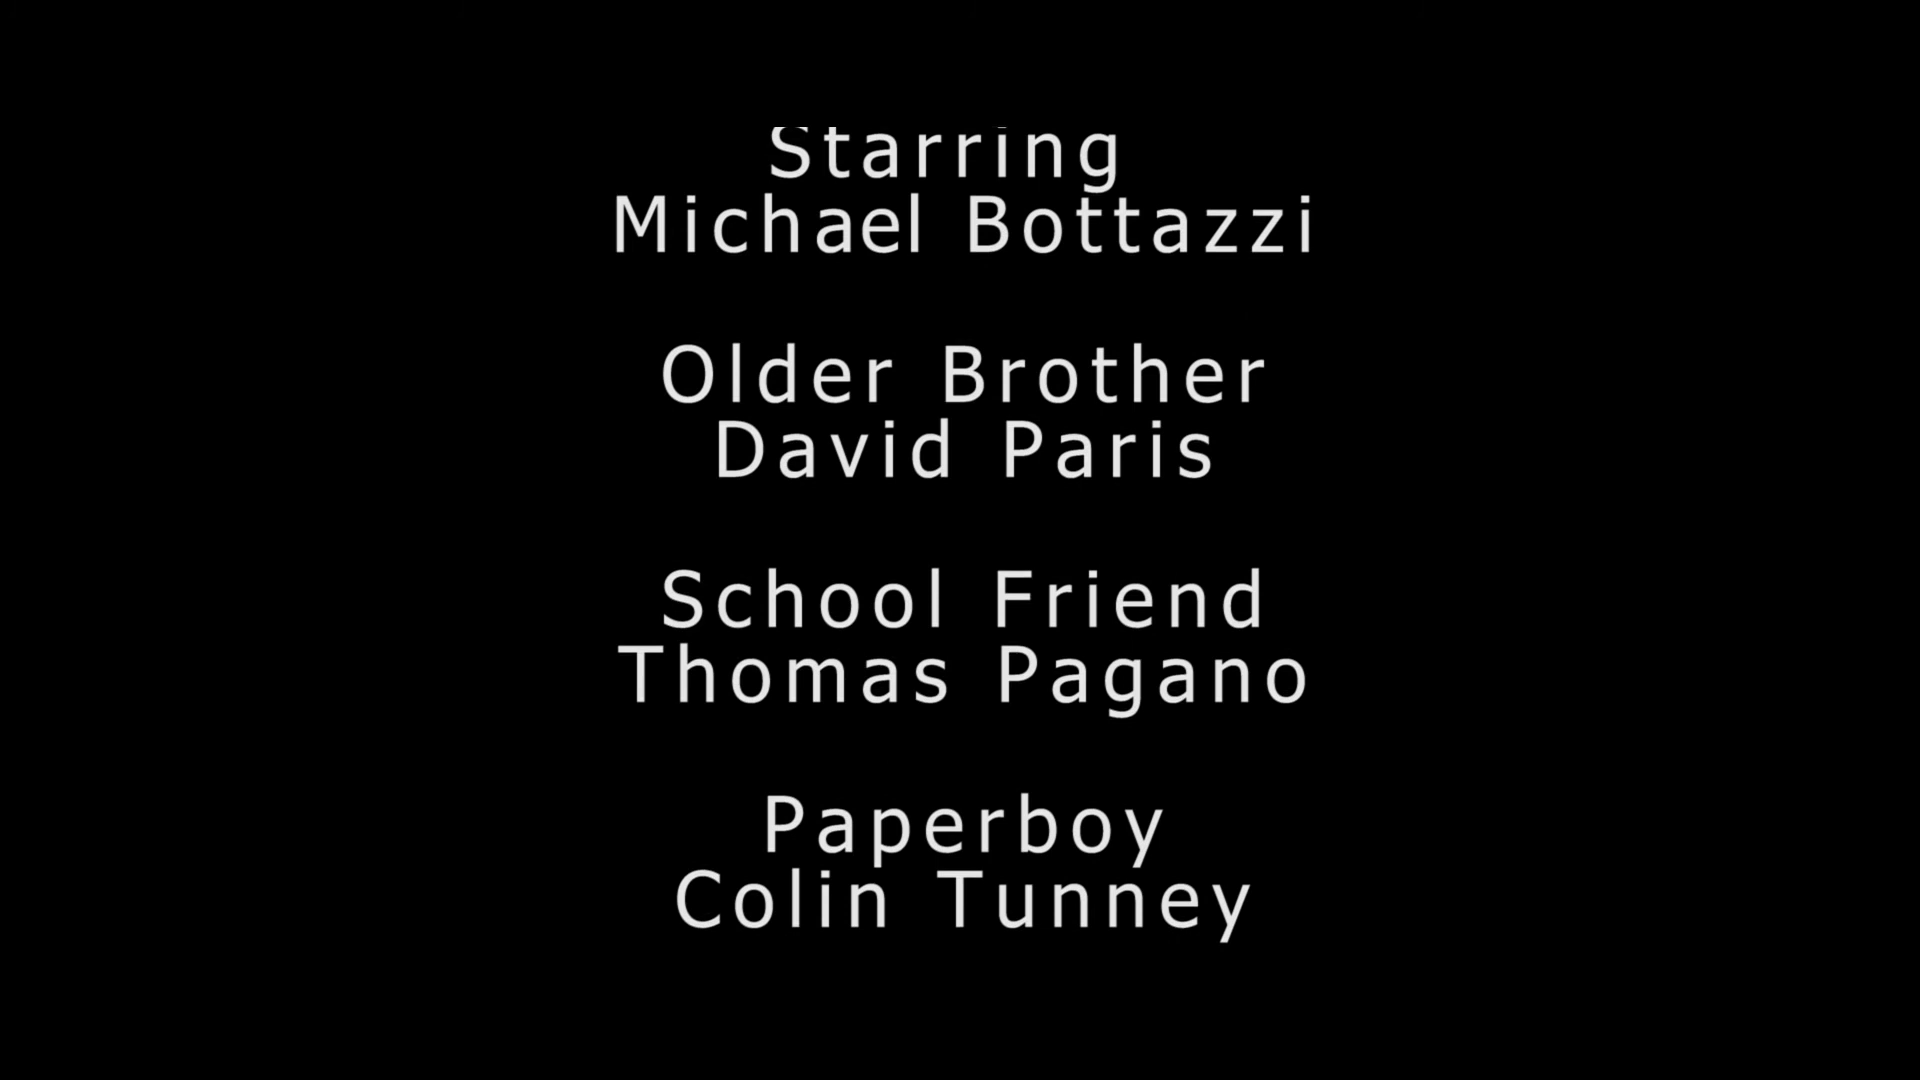 Starring
Michael Bottazzi
Older Brother
David Paris
School Friend
Thomas Pagano
Paperboy
Colin Tunney